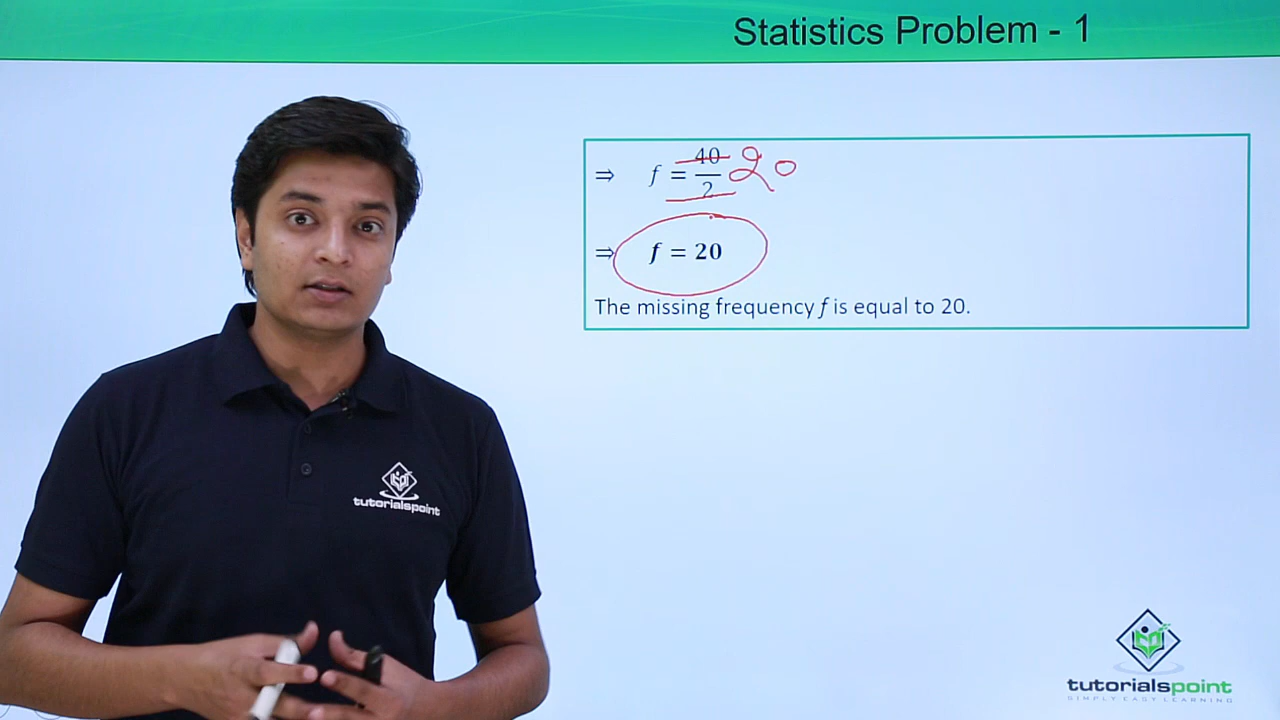 Statistics Problem - 1
⇒ f = 40/2 20
⇒ f = 20
The missing frequency f is equal to 20.
tutorialspoint
tutorialspoint
SIMPLY EASY LEARNING